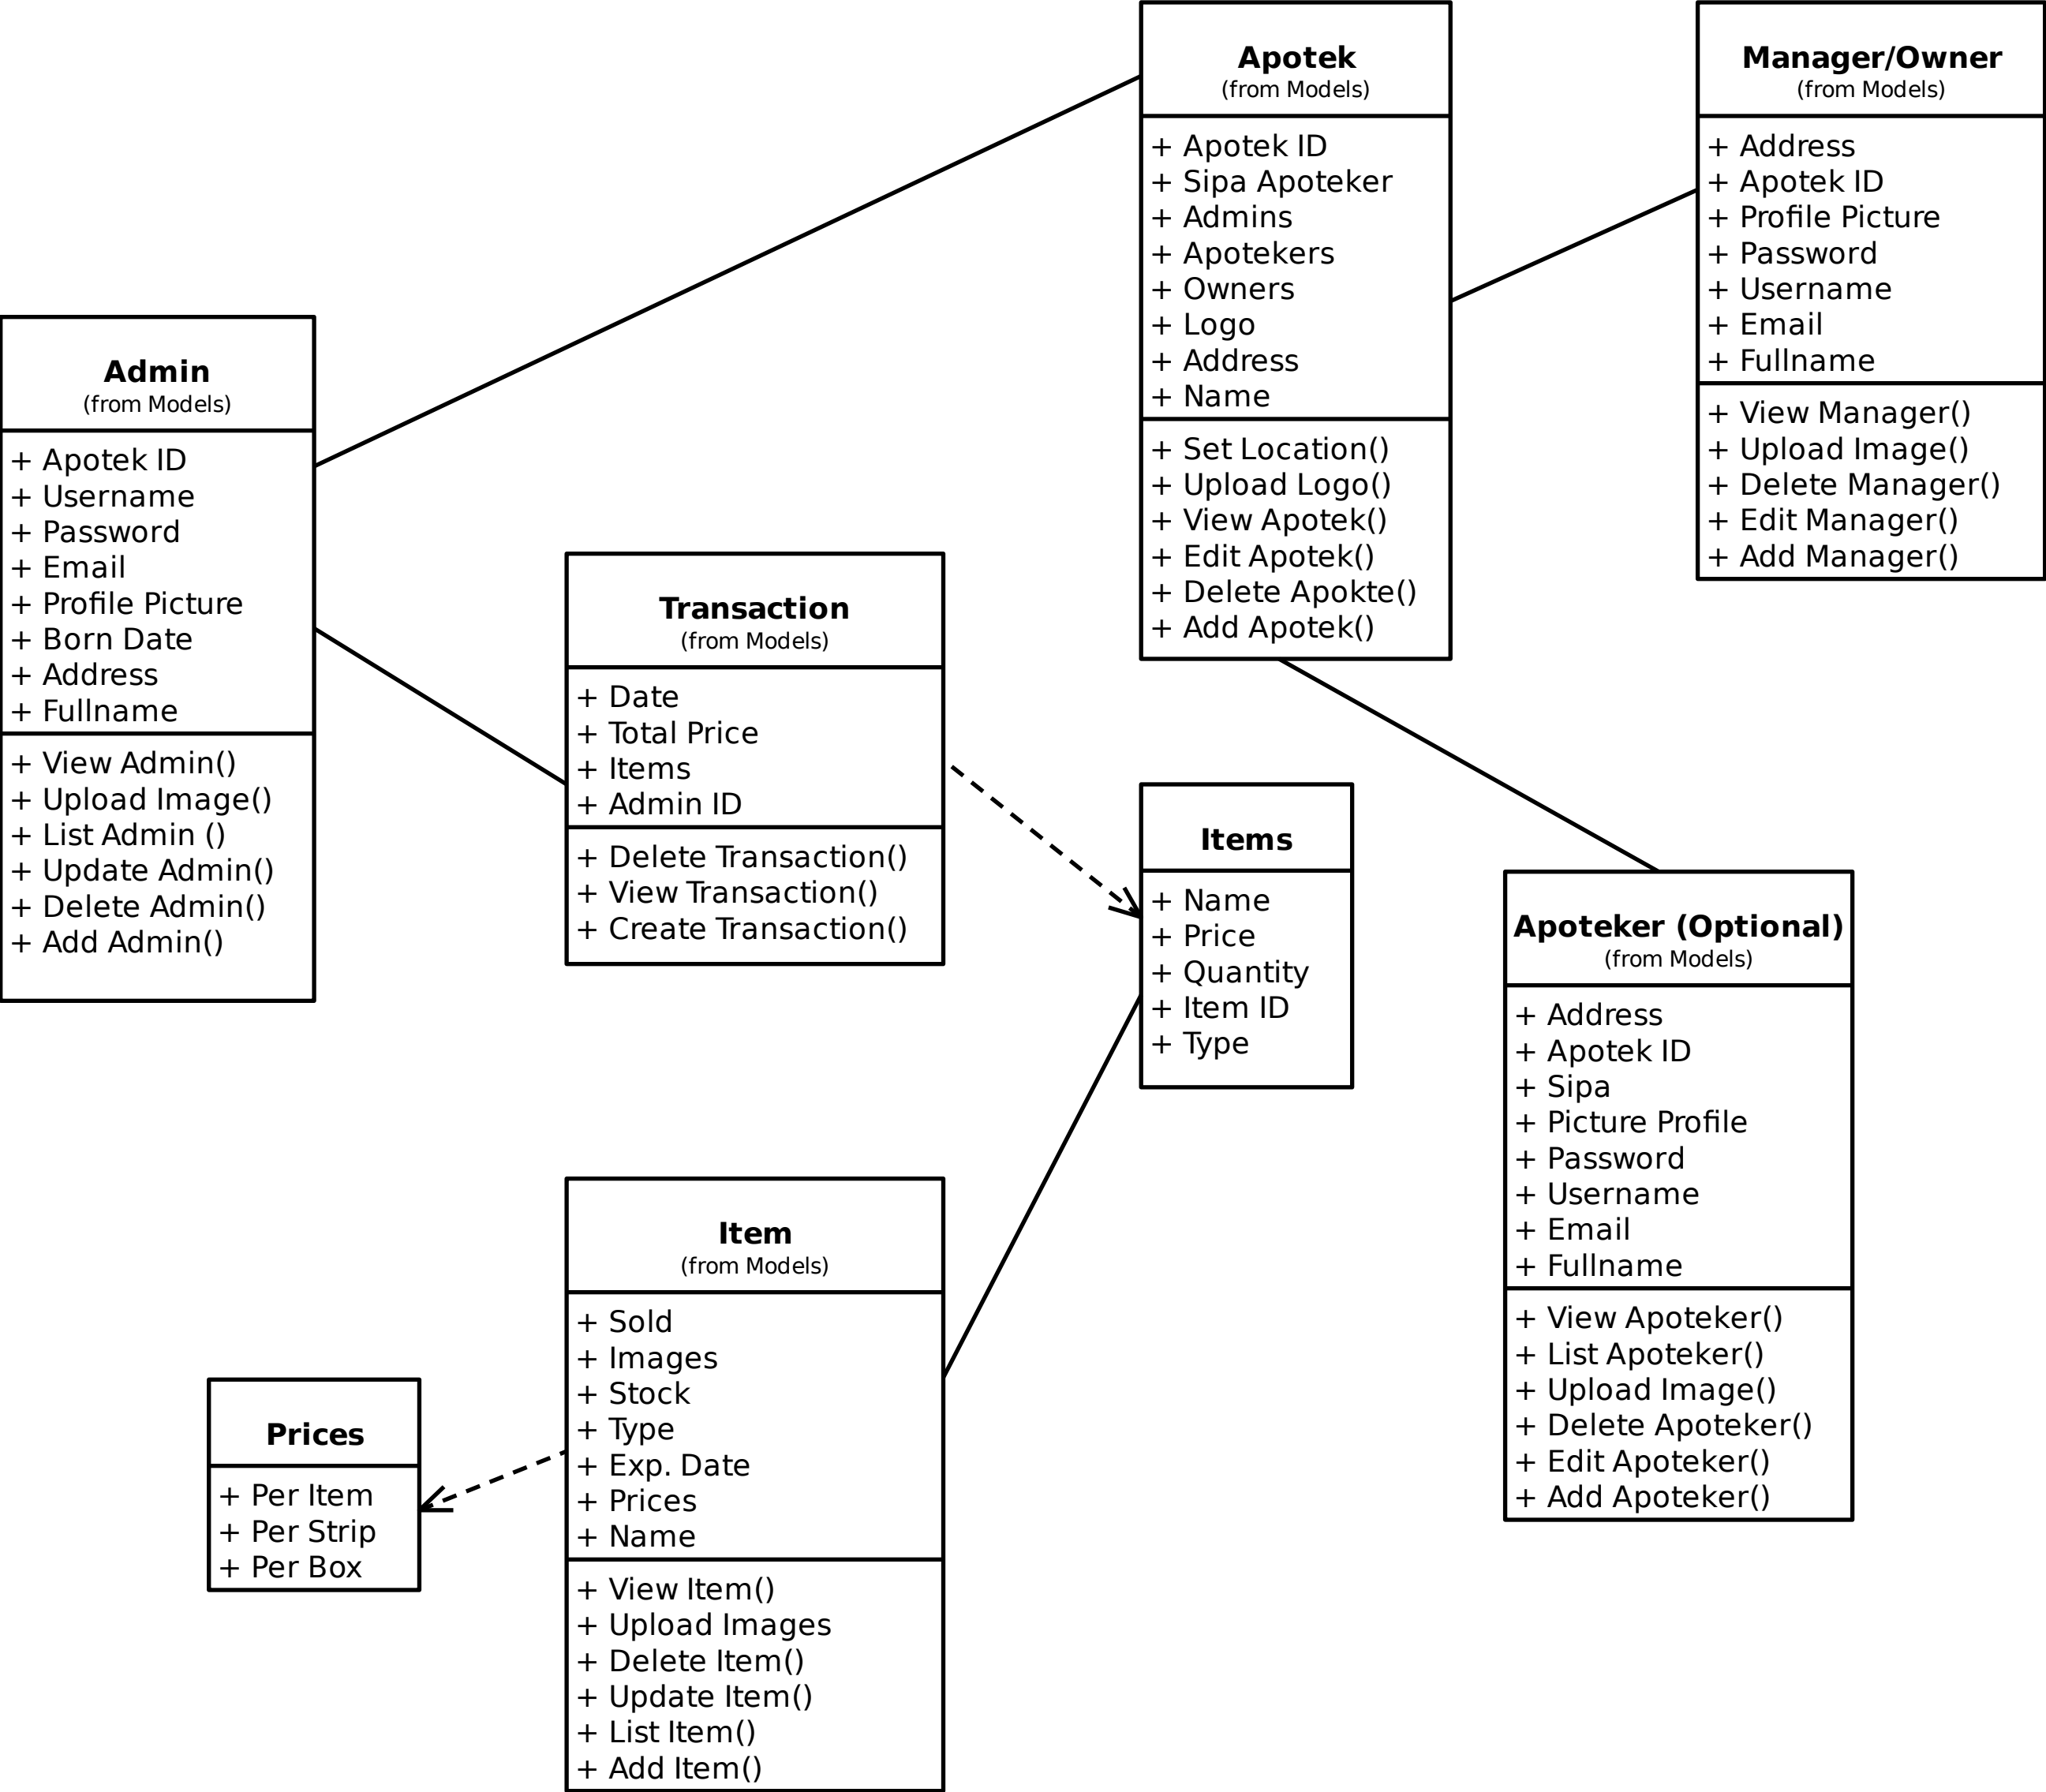 Apotek
(from Models)
+ Apotek ID
+ Sipa Apoteker
+ Admins
+ Apotekers
+ Owners
+ Logo
+ Address
+ Name
+ Set Location()
+ Upload Logo()
+ View Apotek()
+ Edit Apotek()
+ Delete Apokte()
+ Add Apotek()
Manager/Owner
(from Models)
+ Address
+ Apotek ID
+ Profile Picture
+ Password
+ Username
+ Email
+ Fullname
+ View Manager()
+ Upload Image()
+ Delete Manager()
+ Edit Manager()
+ Add Manager()
Admin
(from Models)
+ Apotek ID
+ Username
+ Password
+ Email
+ Profile Picture
+ Born Date
+ Address
+ Fullname
+ View Admin()
+ Upload Image()
+ List Admin ()
+ Update Admin()
+ Delete Admin()
+ Add Admin()
Transaction
(from Models)
+ Date
+ Total Price
+ Items
+ Admin ID
+ Delete Transaction()
+ View Transaction()
+ Create Transaction()
Items
+ Name
+ Price
+ Quantity
+ Item ID
+ Type
Apoteker (Optional)
(from Models)
+ Address
+ Apotek ID
+ Sipa
+ Picture Profile
+ Password
+ Username
+ Email
+ Fullname
+ View Apoteker()
+ List Apoteker()
+ Upload Image()
+ Delete Apoteker()
+ Edit Apoteker()
+ Add Apoteker()
Item
(from Models)
+ Sold
+ Images
+ Stock
+ Type
+ Exp. Date
+ Prices
+ Name
+ View Item()
+ Upload Images
+ Delete Item()
+ Update Item()
+ List Item()
+ Add Item()
Prices
+ Per Item
+ Per Strip
+ Per Box